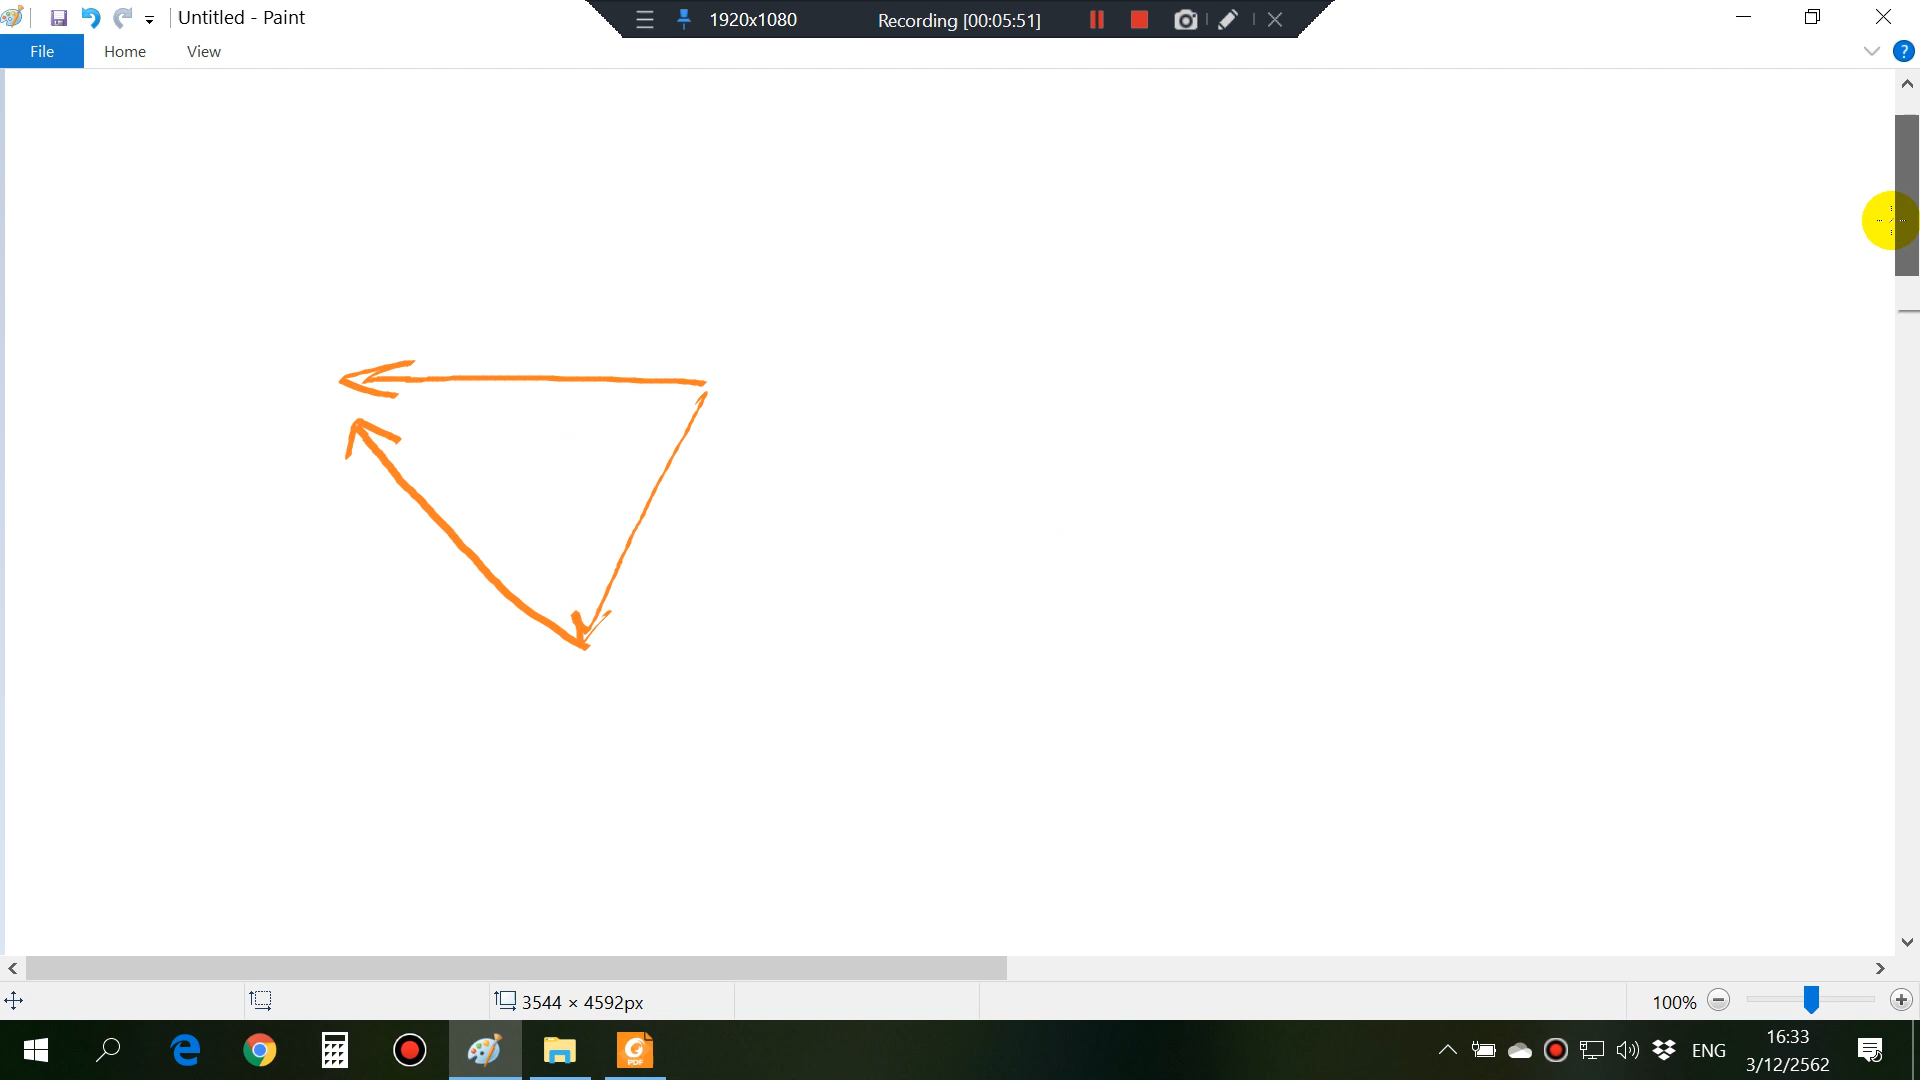 Untitled - Paint
1920x1080
Recording [00:05:51]
File
Home
View
?
3544 × 4592px
100%
PDF
ENG
16:33
3/12/2562